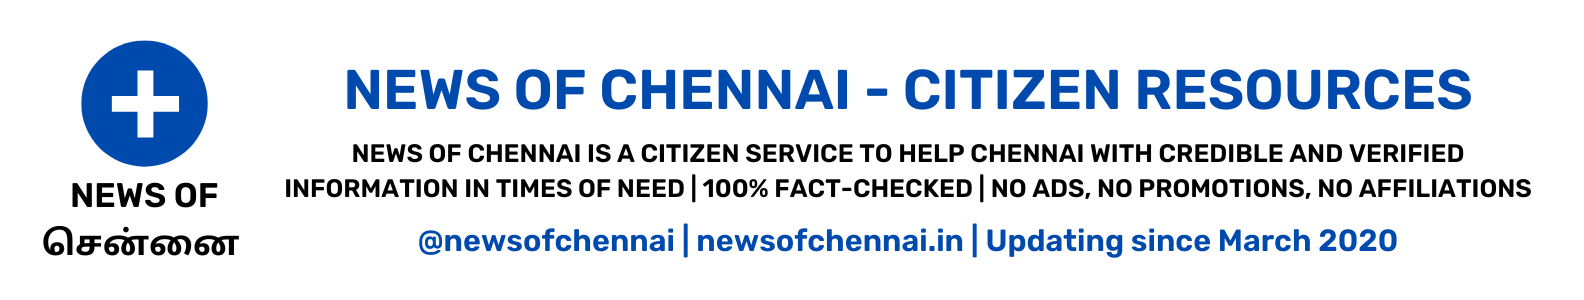 NEWS OF
சென்னை
NEWS OF CHENNAI - CITIZEN RESOURCES
NEWS OF CHENNAI IS A CITIZEN SERVICE TO HELP CHENNAI WITH CREDIBLE AND VERIFIED
INFORMATION IN TIMES OF NEED | 100% FACT-CHECKED | NO ADS, NO PROMOTIONS, NO AFFILIATIONS
@newsofchennai | newsofchennai.in | Updating since March 2020